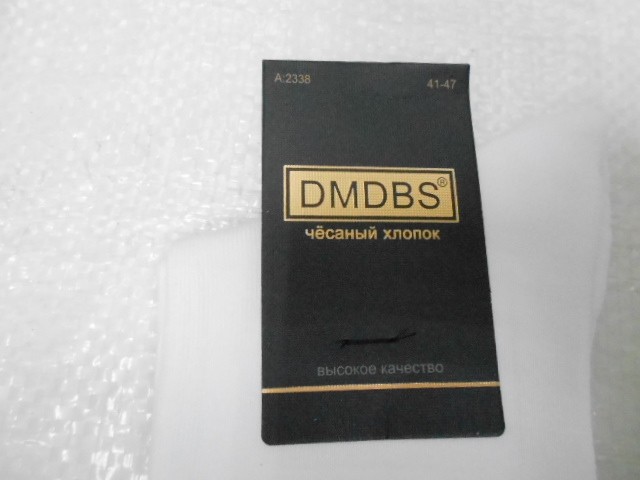 A:2338 41-47
DMDBS®
чёсаный хлопок
высокое качество